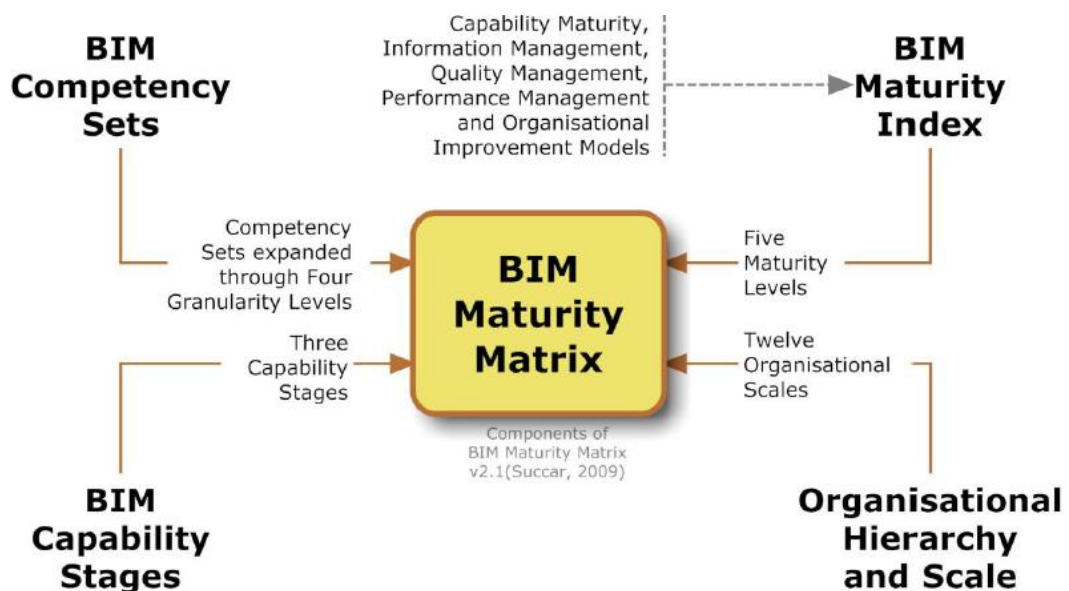 BIM
Competency
Sets
Capability Maturity,
Information Management,
Quality Management,
Performance Management
and Organisational
Improvement Models
BIM
Maturity
Index
Competency
Sets expanded
through Four
Granularity Levels
BIM
Maturity
Matrix
Five
Maturity
Levels
Three
Capability
Stages
Twelve
Organisational
Scales
Components of
BIM Maturity Matrix
v2.1(Succar, 2009)
BIM
Capability
Stages
Organisational
Hierarchy
and Scale